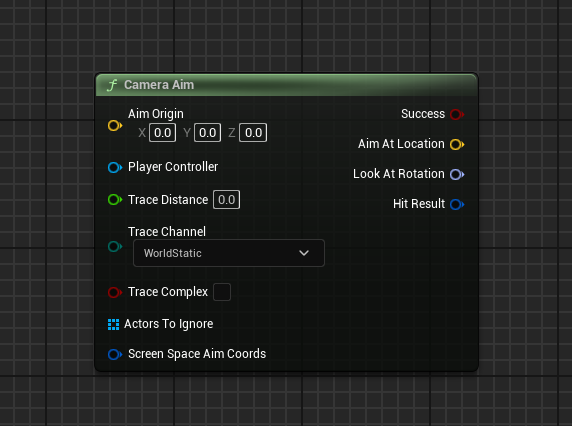 Camera Aim
Aim Origin
X 0.0 Y 0.0 Z 0.0
Player Controller
Trace Distance 0.0
Trace Channel
WorldStatic
Trace Complex
Actors To Ignore
Screen Space Aim Coords
Success
Aim At Location
Look At Rotation
Hit Result